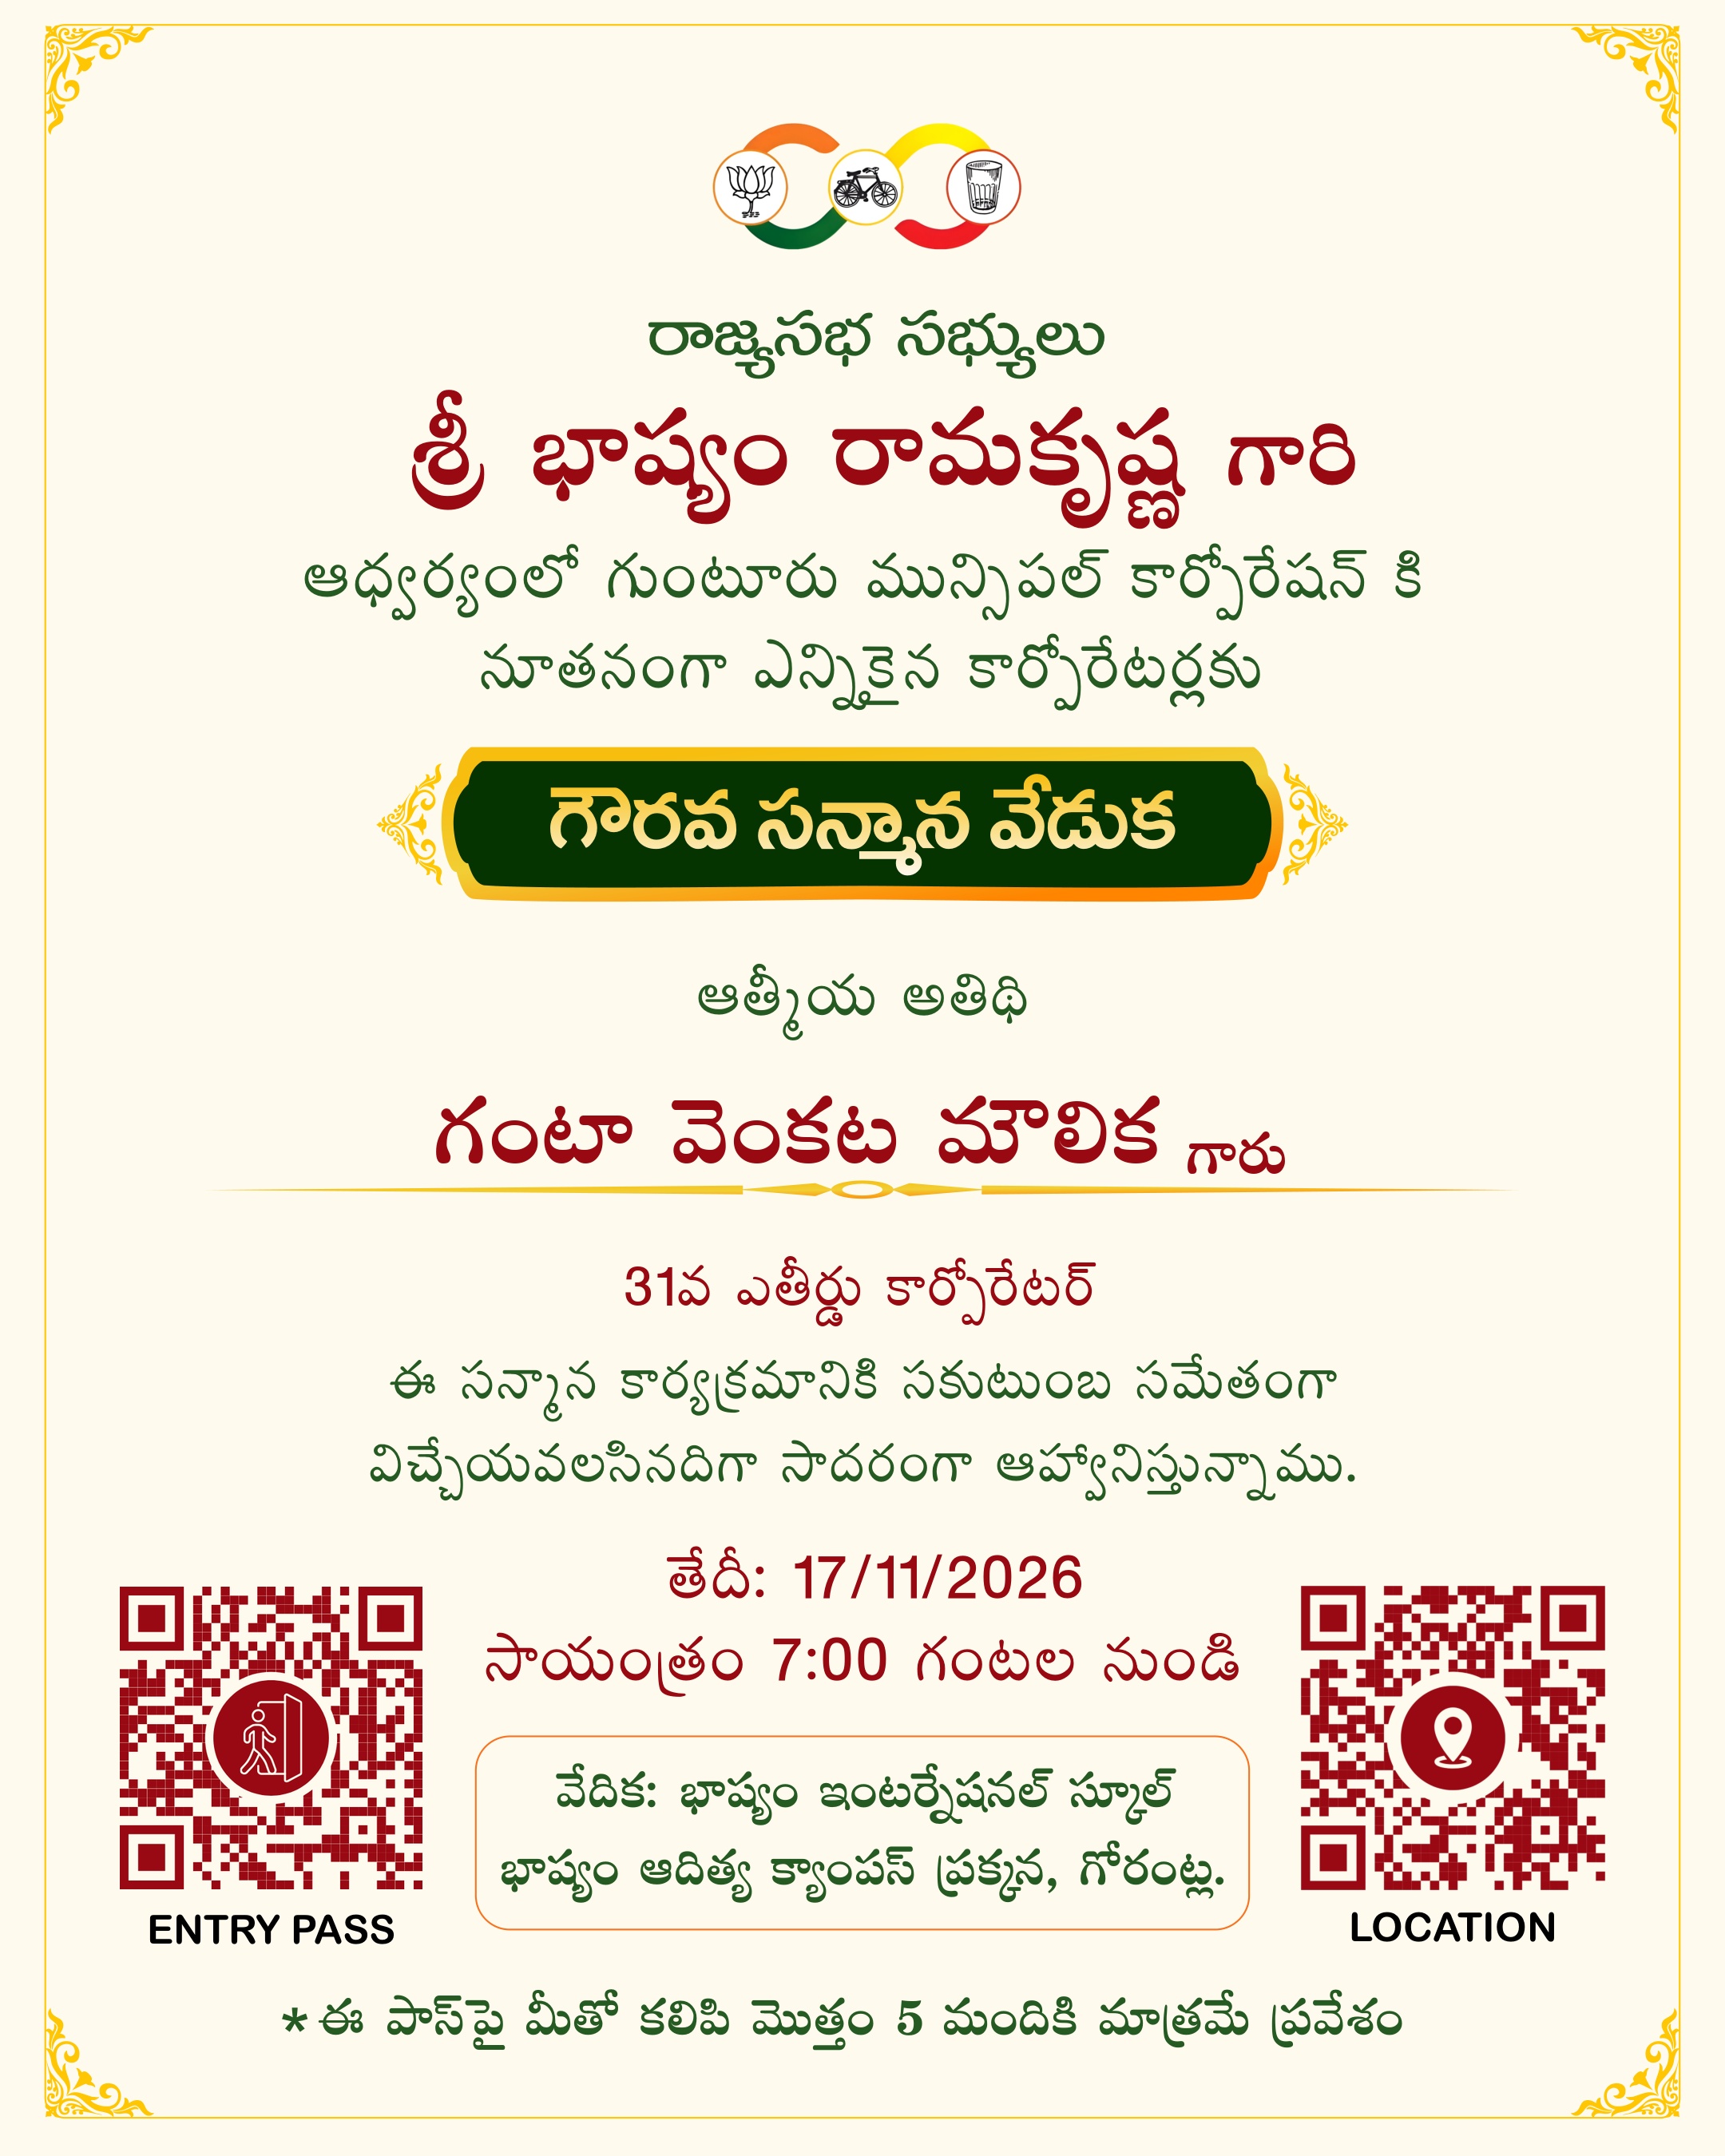 రాజ్యసభ సభ్యులు
శ్రీ భాష్యం రామకృష్ణ గారి
ఆధ్వర్యంలో గుంటూరు మున్సిపల్ కార్పోరేషన్ కి
నూతనంగా ఎన్నికైన కార్పోరేటర్లకు
గౌరవ సన్మాన వేడుక
ఆత్మీయ అతిథి
గంటా వెంకట మౌలిక గారు
31వ ఎతీర్డు కార్పోరేటర్
ఈ సన్మాన కార్యక్రమానికి సకుటుంబ సమేతంగా
విచ్చేయవలసినదిగా సాదరంగా ఆహ్వానిస్తున్నాము.
తేదీ: 17/11/2026
సాయంత్రం 7:00 గంటల నుండి
వేదిక: భాష్యం ఇంటర్నేషనల్ స్కూల్
భాష్యం ఆదిత్య క్యాంపస్ ప్రక్కన, గోరంట్ల.
ENTRY PASS
LOCATION
*ఈ పాస్‌పై మీతో కలిపి మొత్తం 5 మందికి మాత్రమే ప్రవేశం